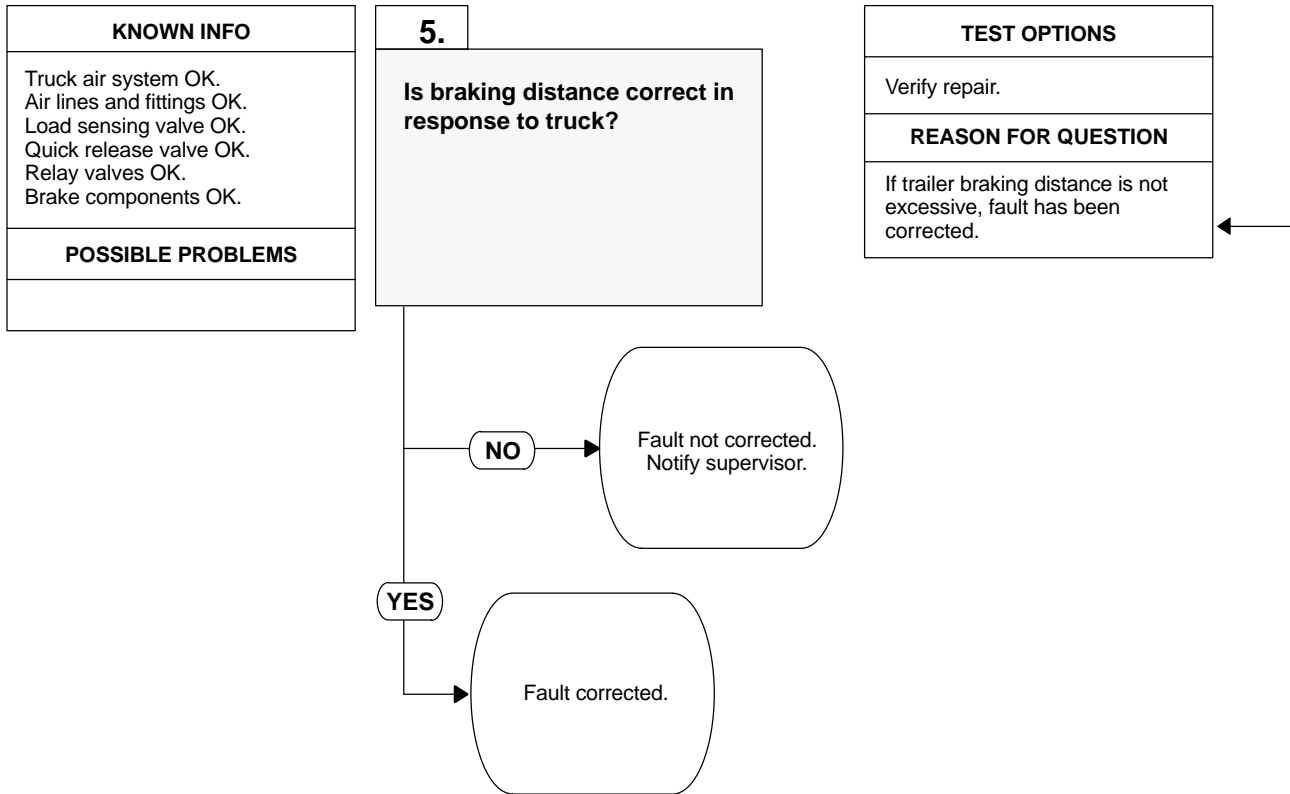 KNOWN INFO
Truck air system OK.
Air lines and fittings OK.
Load sensing valve OK.
Quick release valve OK.
Relay valves OK.
Brake components OK.
POSSIBLE PROBLEMS
5.
Is braking distance correct in
response to truck?
TEST OPTIONS
Verify repair.
REASON FOR QUESTION
If trailer braking distance is not
excessive, fault has been
corrected.
NO
Fault not corrected.
Notify supervisor.
YES
Fault corrected.